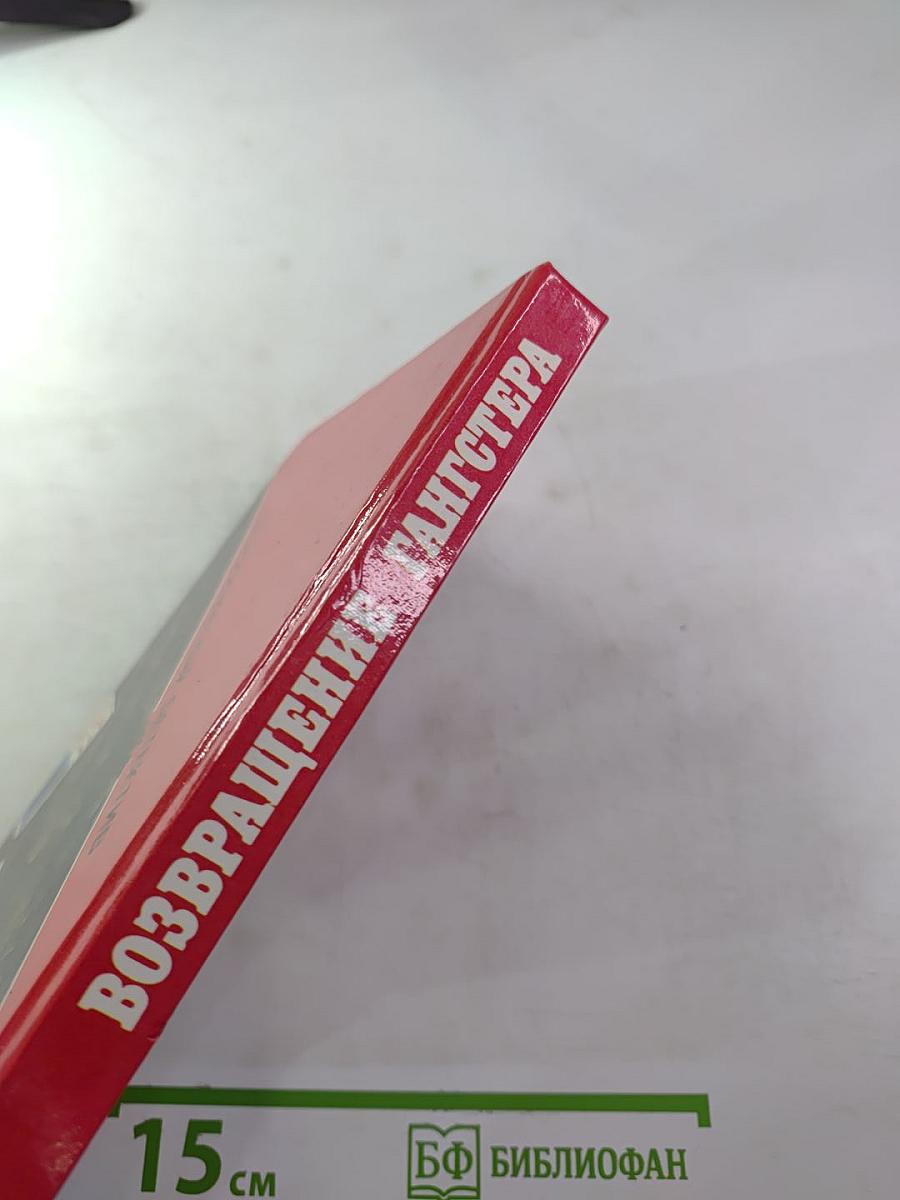 ВОЗВРАЩЕНИЕ ГАНГСТЕРА
15 см
БФ БИБЛИОФАН